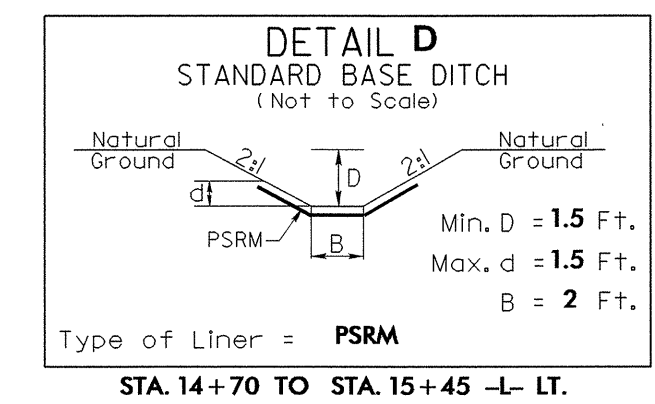 DETAIL D
STANDARD BASE DITCH
(Not to Scale)
Natural
Ground
2:1
2:1
Natural
Ground
D
d
PSRM
B
Min. D = 1.5 Ft.
Max. d = 1.5 Ft.
B = 2 Ft.
Type of Liner = PSRM
STA. 14+70 TO STA. 15+45 -L- LT.